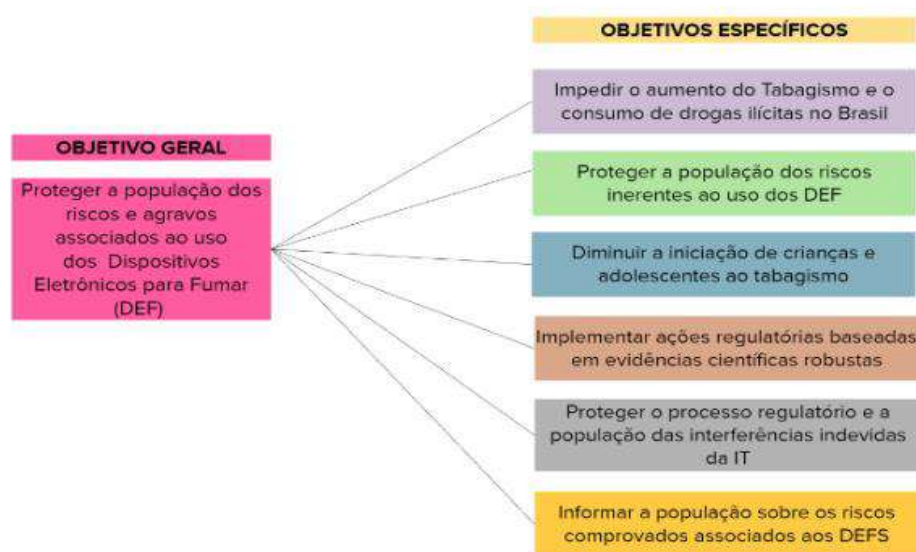 OBJETIVO GERAL
Proteger a população dos
riscos e agravos
associados ao uso
dos Dispositivos
Eletrônicos para Fumar
(DEF)
OBJETIVOS ESPECÍFICOS
Impedir o aumento do Tabagismo e o
consumo de drogas ilícitas no Brasil
Proteger a população dos riscos
inerentes ao uso dos DEF
Diminuir a iniciação de crianças e
adolescentes ao tabagismo
Implementar ações regulatórias baseadas
em evidências científicas robustas
Proteger o processo regulatório e a
população das interferências indevidas
da IT
Informar a população sobre os riscos
comprovados associados aos DEFS